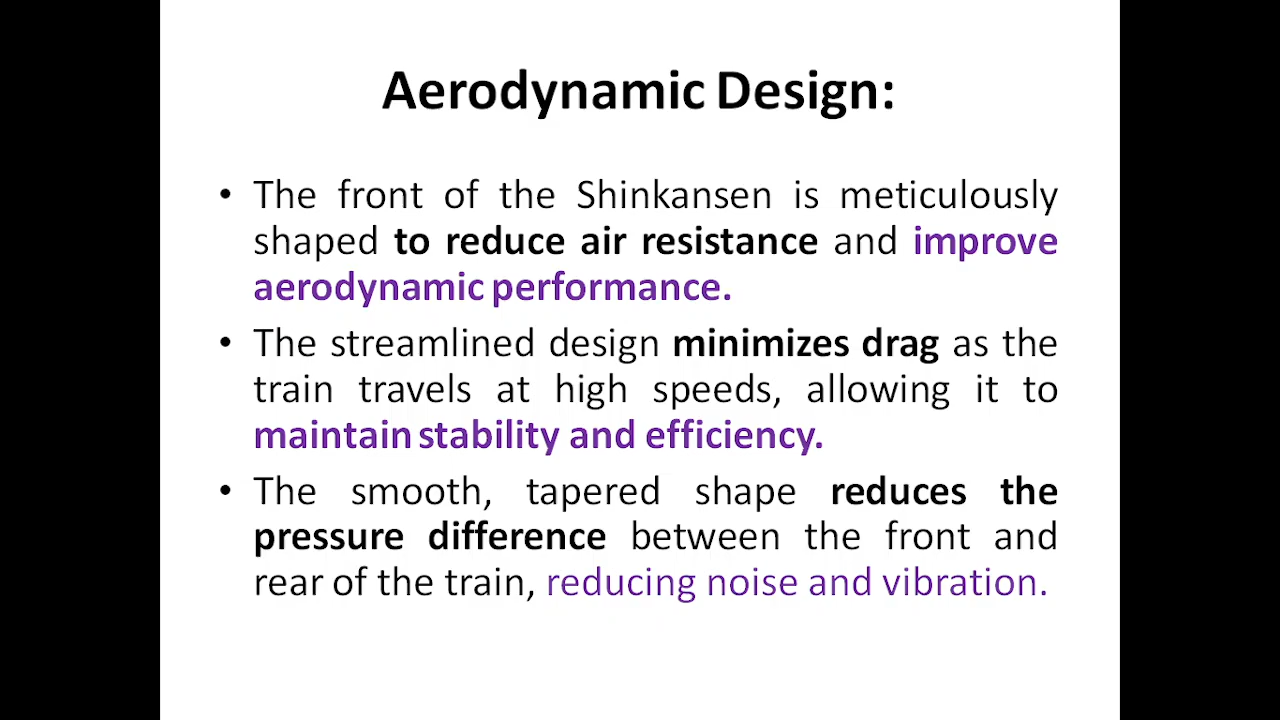 Aerodynamic Design:
• The front of the Shinkansen is meticulously
shaped to reduce air resistance and improve
aerodynamic performance.
• The streamlined design minimizes drag as the
train travels at high speeds, allowing it to
maintain stability and efficiency.
• The smooth, tapered shape reduces the
pressure difference between the front and
rear of the train, reducing noise and vibration.